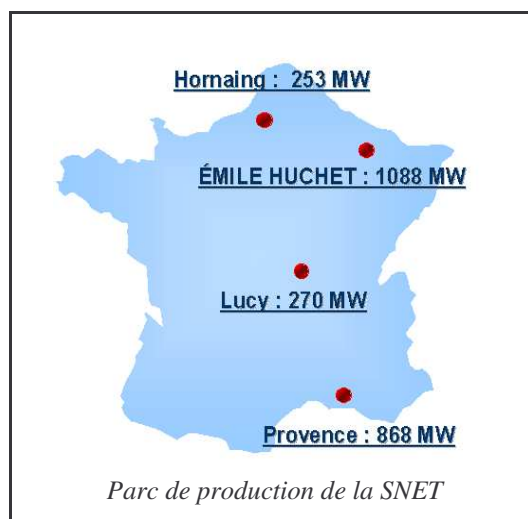 Hornaing : 253 MW
ÉMILE HUCHET : 1088 MW
Lucy : 270 MW
Provence : 868 MW
Parc de production de la SNET